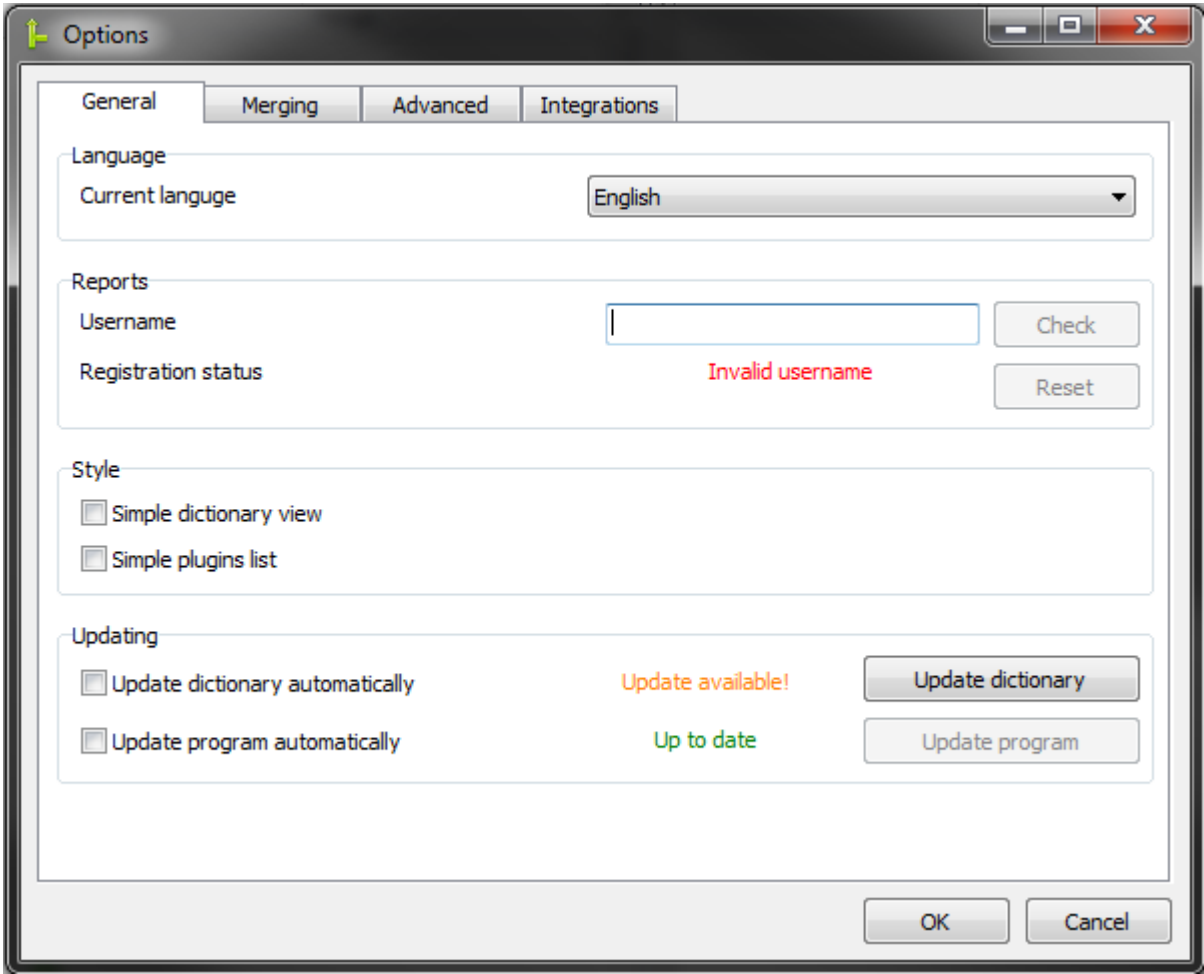 Options
General Merging Advanced Integrations
Language
Current languge English
Reports
Username Check
Registration status Invalid username Reset
Style
Simple dictionary view
Simple plugins list
Updating
Update dictionary automatically Update available! Update dictionary
Update program automatically Up to date Update program
OK Cancel